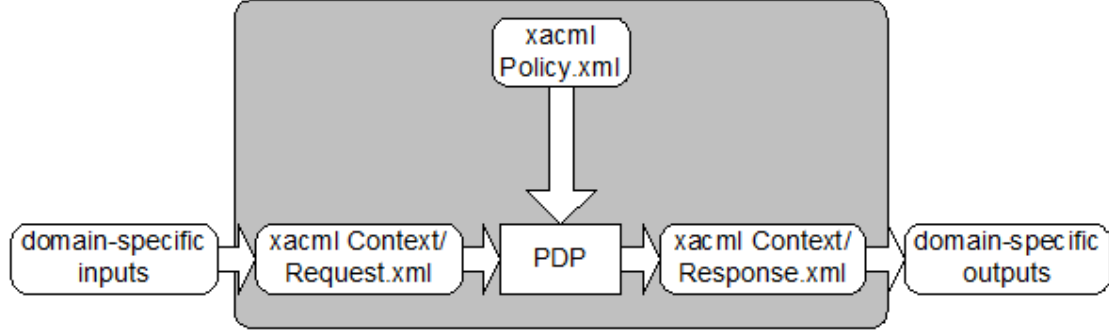 xacml
Policy.xml
domain-specific
inputs
xacml Context/
Request.xml
PDP
xacml Context/
Response.xml
domain-specific
outputs